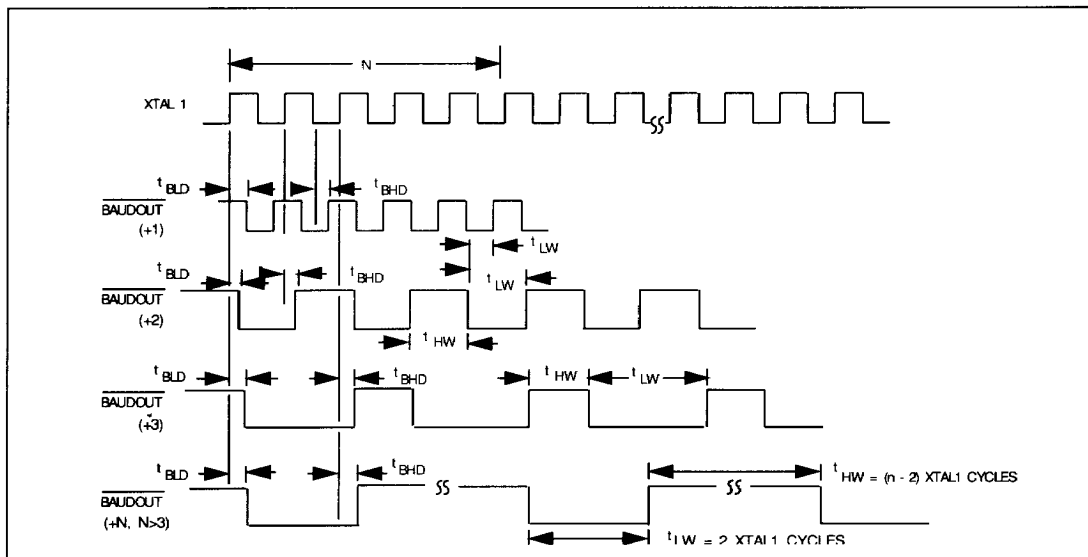 N
XTAL 1
t BLD
t BHD
BAUDOUT
(+1)
t LW
t BLD
t BHD
t LW
BAUDOUT
(+2)
t HW
t BLD
t BHD
t HW
t LW
BAUDOUT
(+3)
t BLD
t BHD
t HW = (n - 2) XTAL1 CYCLES
BAUDOUT
(+N, N>3)
t LW = 2 XTAL1 CYCLES